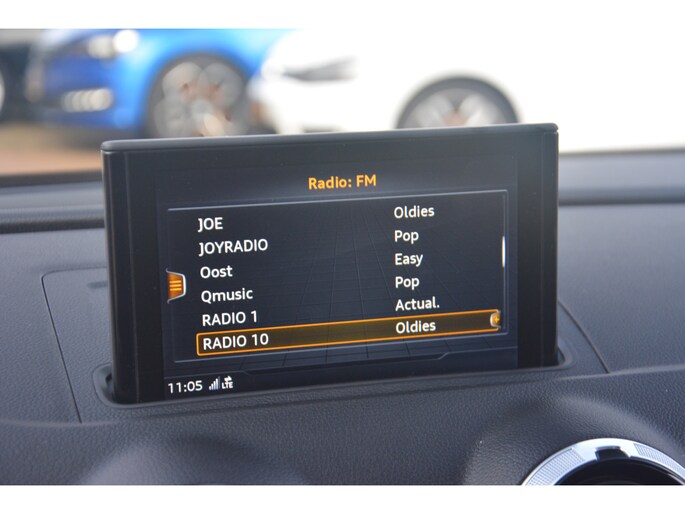 Radio: FM
JOE Oldies
JOYRADIO Pop
Oost Easy
Qmusic Pop
RADIO 1 Actual.
RADIO 10 Oldies
11:05 LTE